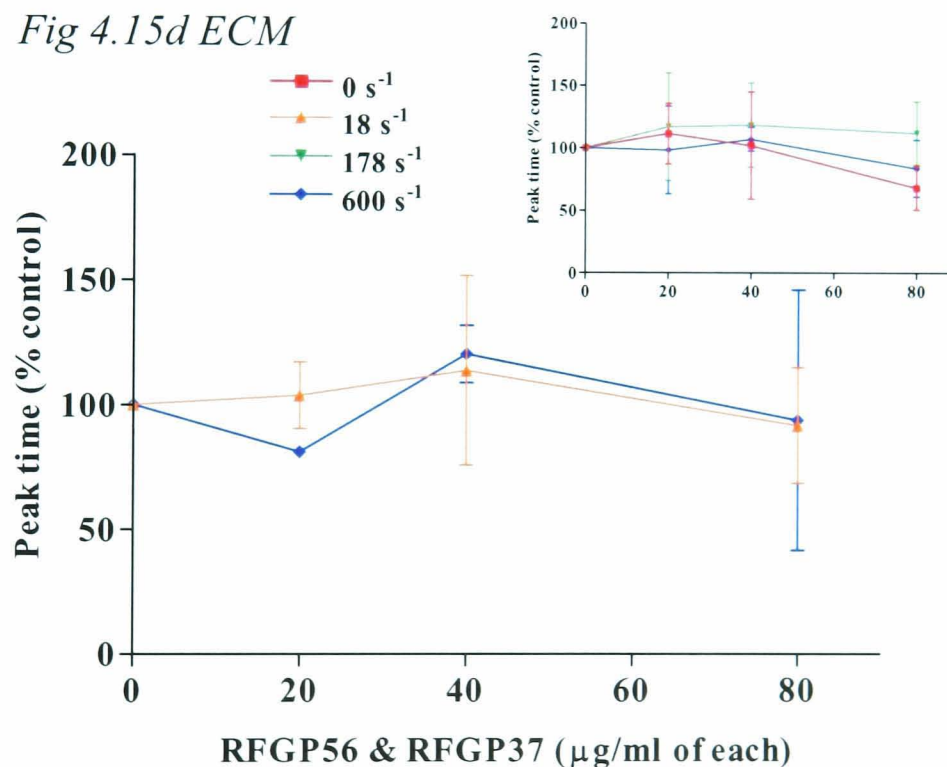 Fig 4.15d ECM
0 s⁻¹
18 s⁻¹
178 s⁻¹
600 s⁻¹
Peak time (% control)
200
150
100
50
0
0 20 40 60 80
Peak time (% control)
200
150
100
50
0
0 20 40 60 80
RFGP56 & RFGP37 (µg/ml of each)